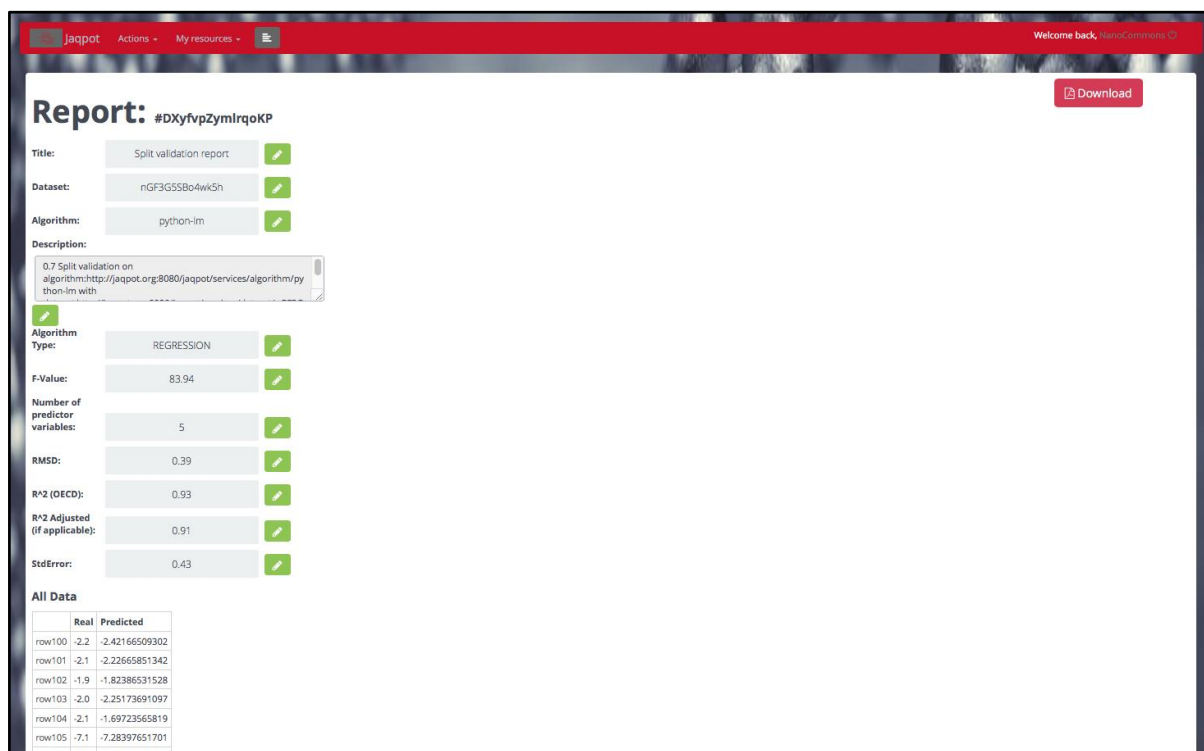 Jaqpot Actions My resources
Welcome back, NanoCommons
Download
Report: #DXyfvpZymlrqoKP
Title: Split validation report
Dataset: nGF3G5SBo4wk5h
Algorithm: python-lm
Description:
0.7 Split validation on
algorithm:http://jaqpot.org:8080/jaqpot/services/algorithm/py
thon-lm with
Algorithm
Type: REGRESSION
F-Value: 83.94
Number of
predictor
variables: 5
RMSD: 0.39
R^2 (OECD): 0.93
R^2 Adjusted
(if applicable): 0.91
StdError: 0.43
All Data
Real Predicted
row100 -2.2 -2.42166509302
row101 -2.1 -2.22665851342
row102 -1.9 -1.82386531528
row103 -2.0 -2.25173691097
row104 -2.1 -1.69723565819
row105 -7.1 -7.28397651701